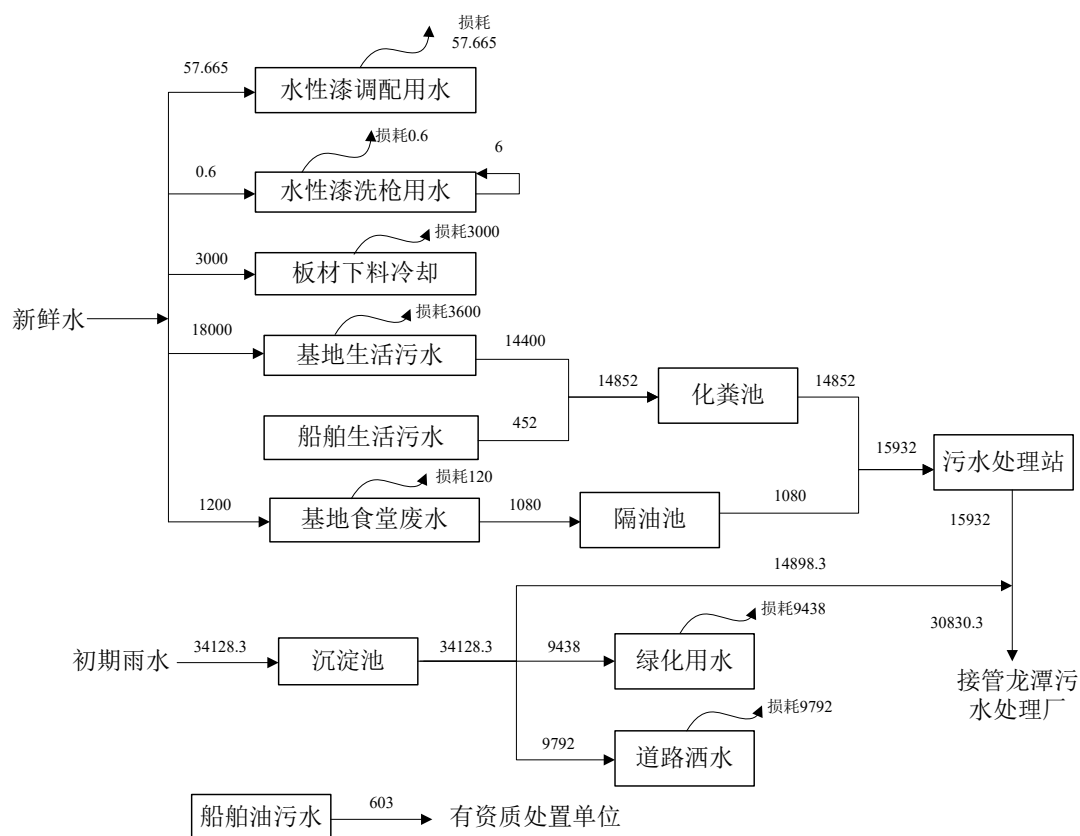 损耗
57.665
57.665
水性漆调配用水
损耗0.6
6
0.6
水性漆洗枪用水
损耗3000
3000
板材下料冷却
新鲜水
损耗3600
18000
基地生活污水
14400
14852
化粪池
14852
船舶生活污水
452
15932
污水处理站
损耗120
1200
基地食堂废水
1080
隔油池
1080
15932
14898.3
损耗9438
30830.3
初期雨水
34128.3
沉淀池
34128.3
9438
绿化用水
接管龙潭污
水处理厂
损耗9792
9792
道路洒水
船舶油污水
603
有资质处置单位